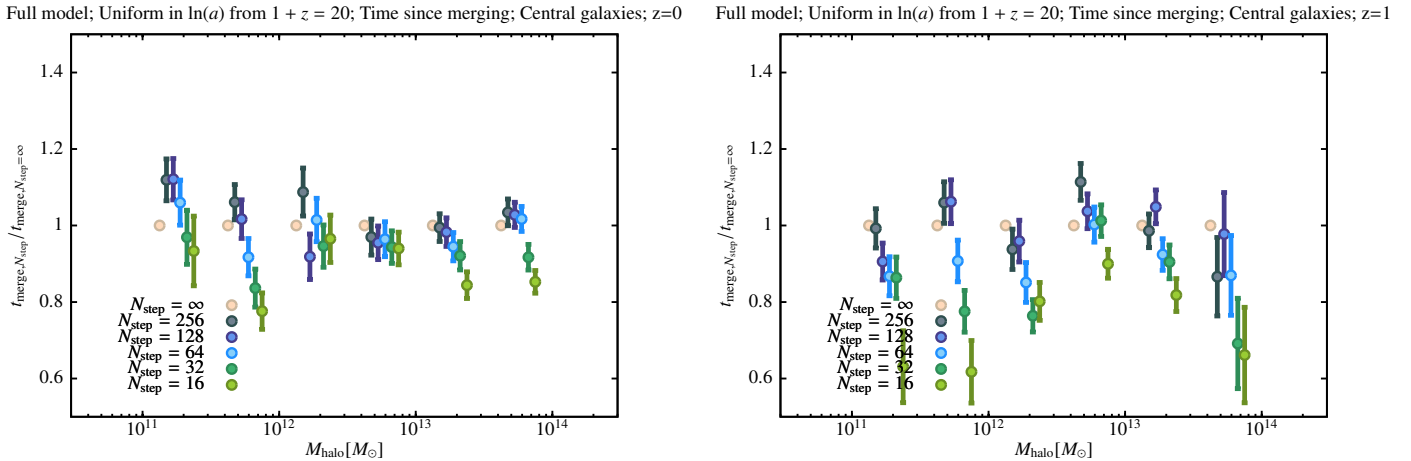 Full model; Uniform in ln(a) from 1 + z = 20; Time since merging; Central galaxies; z=0
1.4
1.2
1
0.8
0.6
t_merge,N_step / t_merge,N_step=∞
N_step = ∞
N_step = 256
N_step = 128
N_step = 64
N_step = 32
N_step = 16
10^11
10^12
10^13
10^14
M_halo[M_⊙]
Full model; Uniform in ln(a) from 1 + z = 20; Time since merging; Central galaxies; z=1
1.4
1.2
1
0.8
0.6
t_merge,N_step / t_merge,N_step=∞
N_step = ∞
N_step = 256
N_step = 128
N_step = 64
N_step = 32
N_step = 16
10^11
10^12
10^13
10^14
M_halo[M_⊙]